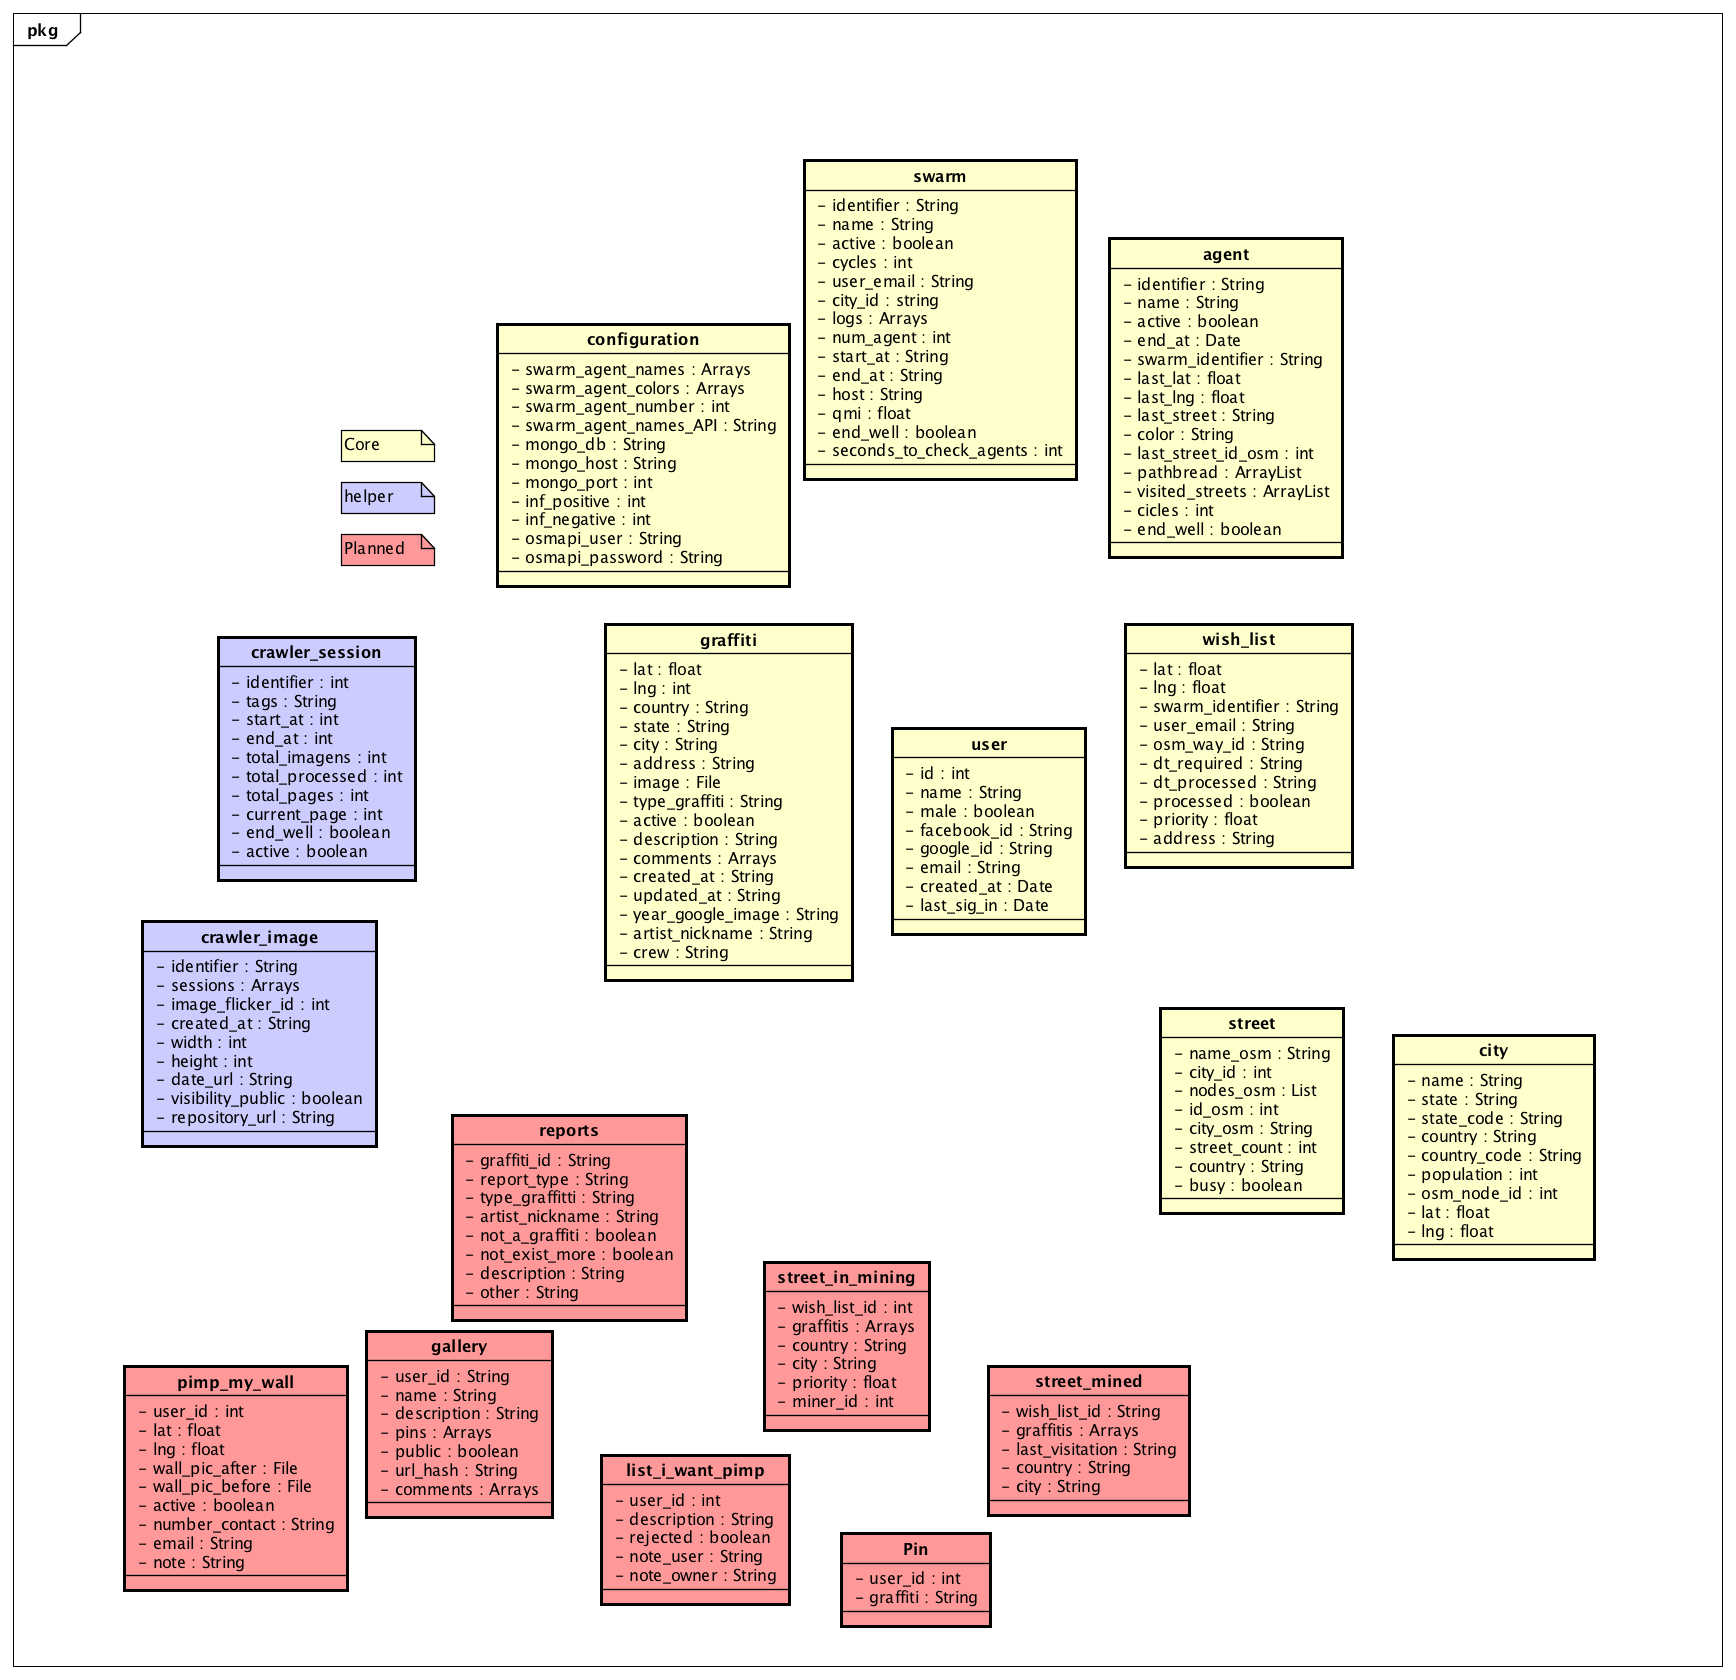 pkg
swarm
- identifier : String
- name : String
- active : boolean
- cycles : int
- user_email : String
- city_id : string
- logs : Arrays
- num_agent : int
- start_at : String
- end_at : String
- host : String
- qmi : float
- end_well : boolean
- seconds_to_check_agents : int
agent
- identifier : String
- name : String
- active : boolean
- end_at : Date
- swarm_identifier : String
- last_lat : float
- last_lng : float
- last_street : String
- color : String
- last_street_id_osm : int
- pathbread : ArrayList
- visited_streets : ArrayList
- cicles : int
- end_well : boolean
configuration
- swarm_agent_names : Arrays
- swarm_agent_colors : Arrays
- swarm_agent_number : int
- swarm_agent_names_API : String
- mongo_db : String
- mongo_host : String
- mongo_port : int
- inf_positive : int
- inf_negative : int
- osmapi_user : String
- osmapi_password : String
Core
helper
Planned
crawler_session
- identifier : int
- tags : String
- start_at : int
- end_at : int
- total_imagens : int
- total_processed : int
- total_pages : int
- current_page : int
- end_well : boolean
- active : boolean
graffiti
- lat : float
- lng : int
- country : String
- state : String
- city : String
- address : String
- image : File
- type_graffiti : String
- active : boolean
- description : String
- comments : Arrays
- created_at : String
- updated_at : String
- year_google_image : String
- artist_nickname : String
- crew : String
user
- id : int
- name : String
- male : boolean
- facebook_id : String
- google_id : String
- email : String
- created_at : Date
- last_sig_in : Date
wish_list
- lat : float
- lng : float
- swarm_identifier : String
- user_email : String
- osm_way_id : String
- dt_required : String
- dt_processed : String
- processed : boolean
- priority : float
- address : String
crawler_image
- identifier : String
- sessions : Arrays
- image_flicker_id : int
- created_at : String
- width : int
- height : int
- date_url : String
- visibility_public : boolean
- repository_url : String
street
- name_osm : String
- city_id : int
- nodes_osm : List
- id_osm : int
- city_osm : String
- street_count : int
- country : String
- busy : boolean
city
- name : String
- state : String
- state_code : String
- country : String
- country_code : String
- population : int
- osm_node_id : int
- lat : float
- lng : float
reports
- graffiti_id : String
- report_type : String
- type_graffitti : String
- artist_nickname : String
- not_a_graffiti : boolean
- not_exist_more : boolean
- description : String
- other : String
street_in_mining
- wish_list_id : int
- graffitis : Arrays
- country : String
- city : String
- priority : float
- miner_id : int
gallery
- user_id : String
- name : String
- description : String
- pins : Arrays
- public : boolean
- url_hash : String
- comments : Arrays
pimp_my_wall
- user_id : int
- lat : float
- lng : float
- wall_pic_after : File
- wall_pic_before : File
- active : boolean
- number_contact : String
- email : String
- note : String
street_mined
- wish_list_id : String
- graffitis : Arrays
- last_visitation : String
- country : String
- city : String
list_i_want_pimp
- user_id : int
- description : String
- rejected : boolean
- note_user : String
- note_owner : String
Pin
- user_id : int
- graffiti : String